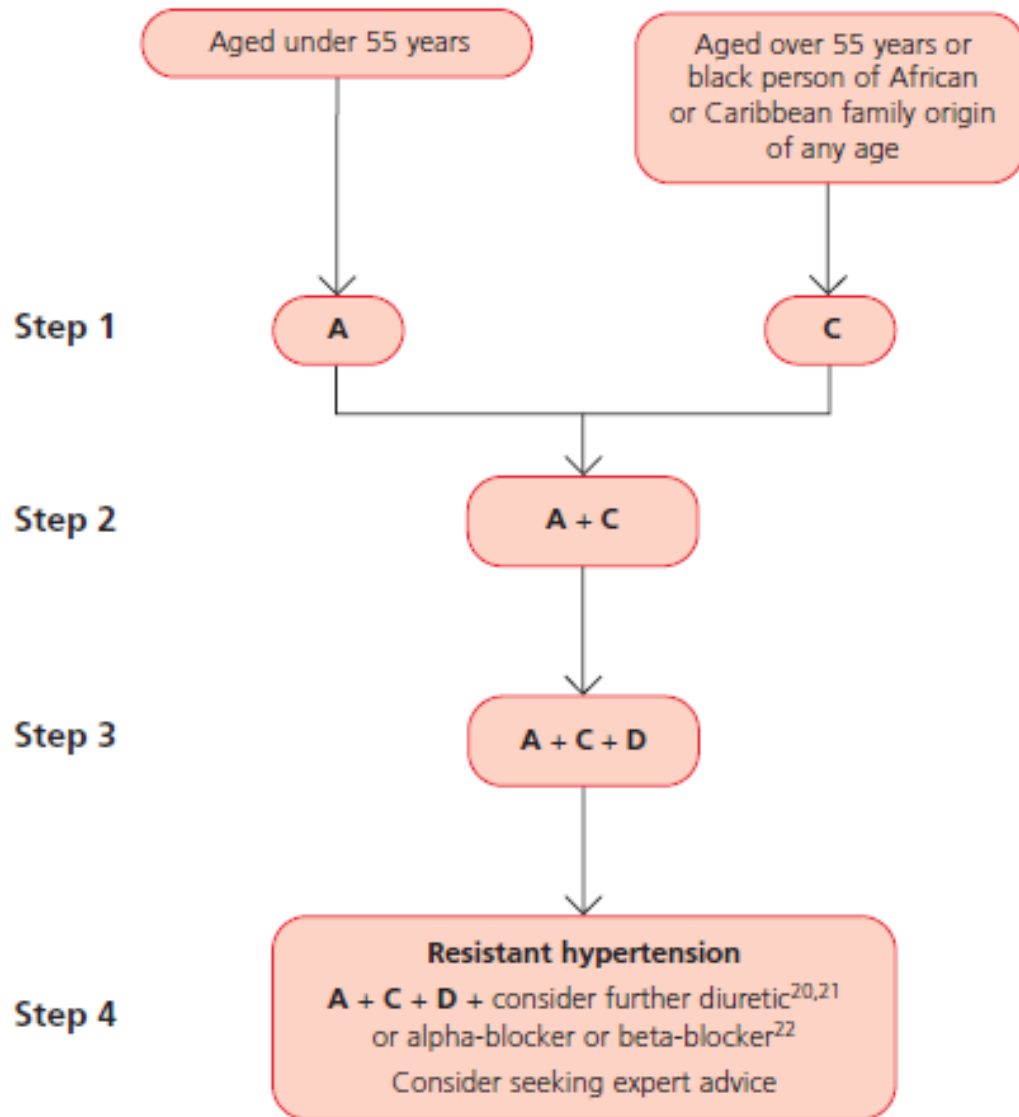 Aged under 55 years
Aged over 55 years or
black person of African
or Caribbean family origin
of any age
Step 1
A
C
Step 2
A + C
Step 3
A + C + D
Step 4
Resistant hypertension
A + C + D + consider further diuretic20,21
or alpha-blocker or beta-blocker22
Consider seeking expert advice